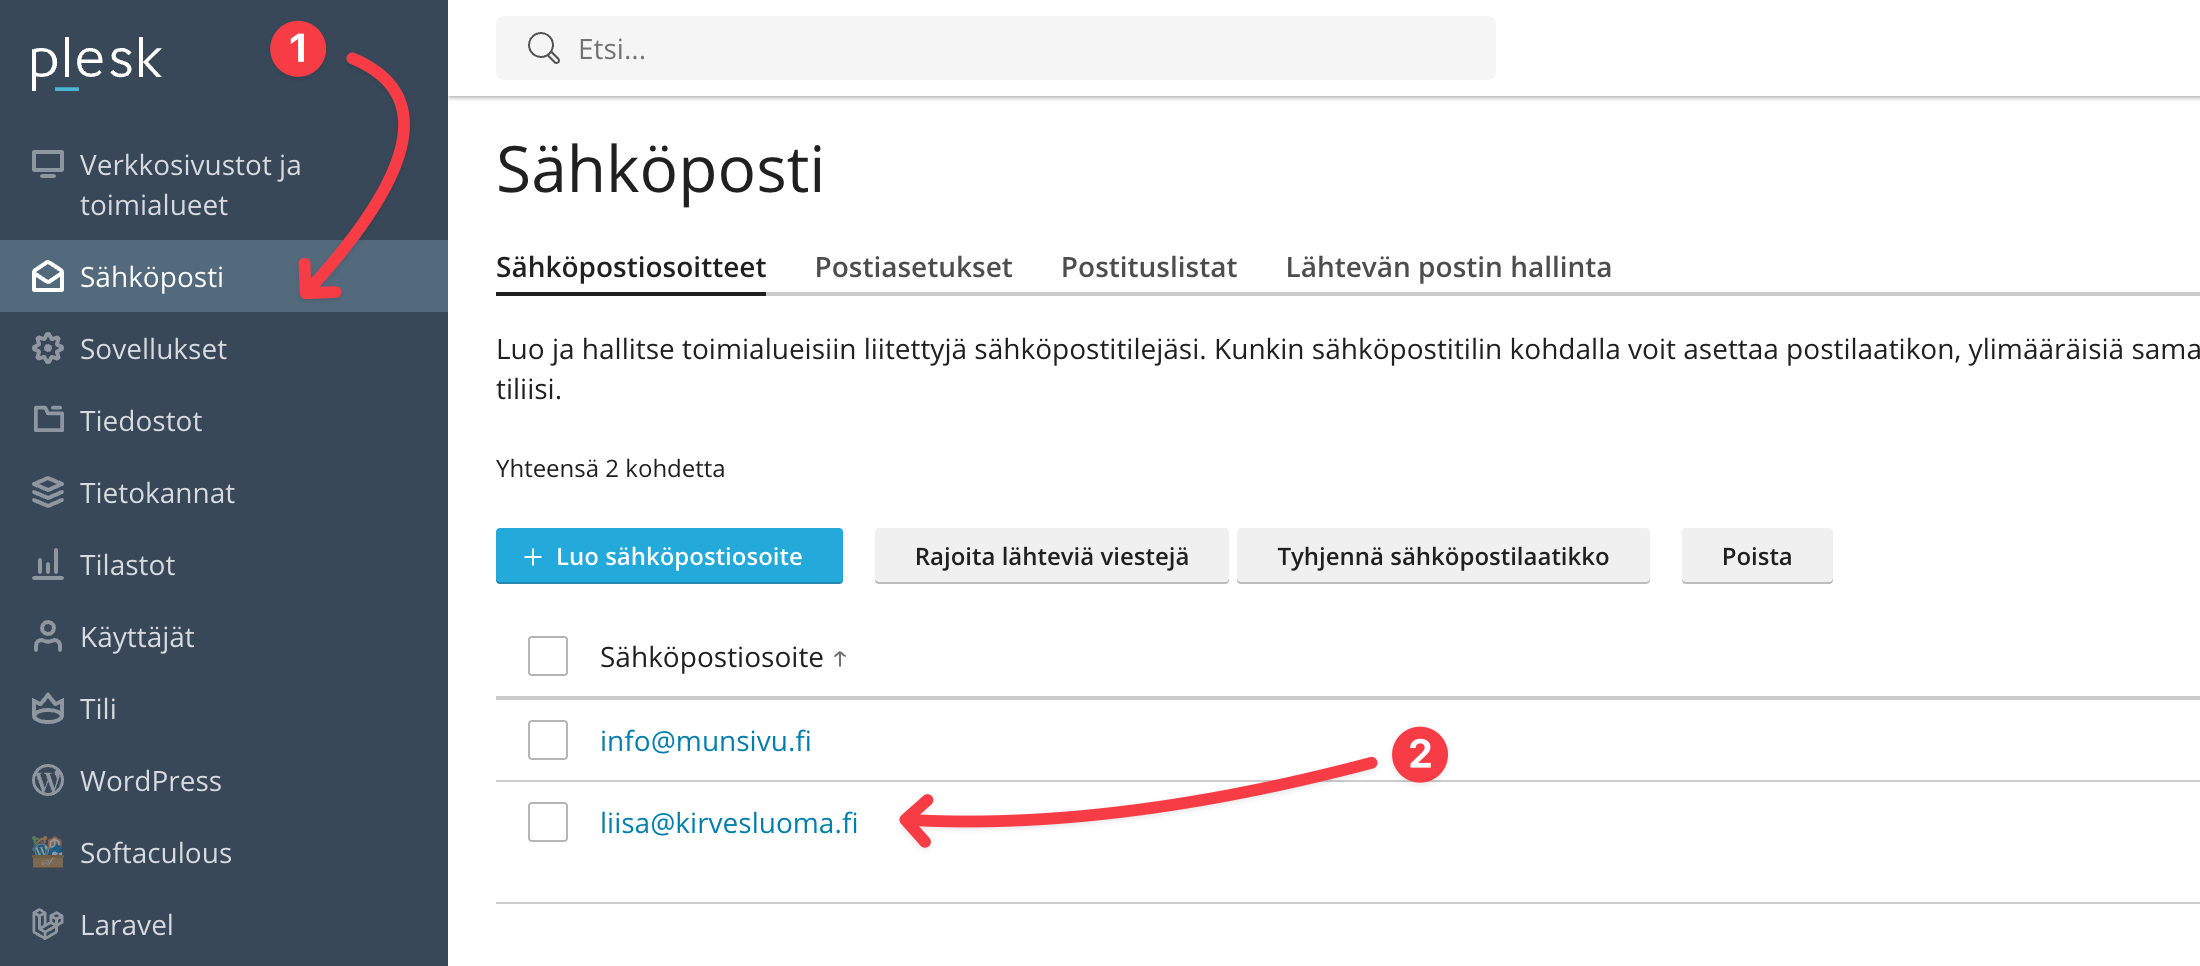 plesk
1
Verkkosivustot ja
toimialueet
Sähköposti
Sovellukset
Tiedostot
Tietokannat
Tilastot
Käyttäjät
Tili
WordPress
Softaculous
Laravel
Etsi...
Sähköposti
Sähköpostiosoitteet Postiasetukset Postituslistat Lähtevän postin hallinta
Luo ja hallitse toimialueisiin liitettyjä sähköpostitilejäsi. Kunkin sähköpostitilin kohdalla voit asettaa postilaatikon, ylimääräisiä sama
tiliisi.
Yhteensä 2 kohdetta
+ Luo sähköpostiosoite Rajoita lähteviä viestejä Tyhjennä sähköpostilaatikko Poista
Sähköpostiosoite ↑
info@munsivu.fi
2
liisa@kirvesluoma.fi